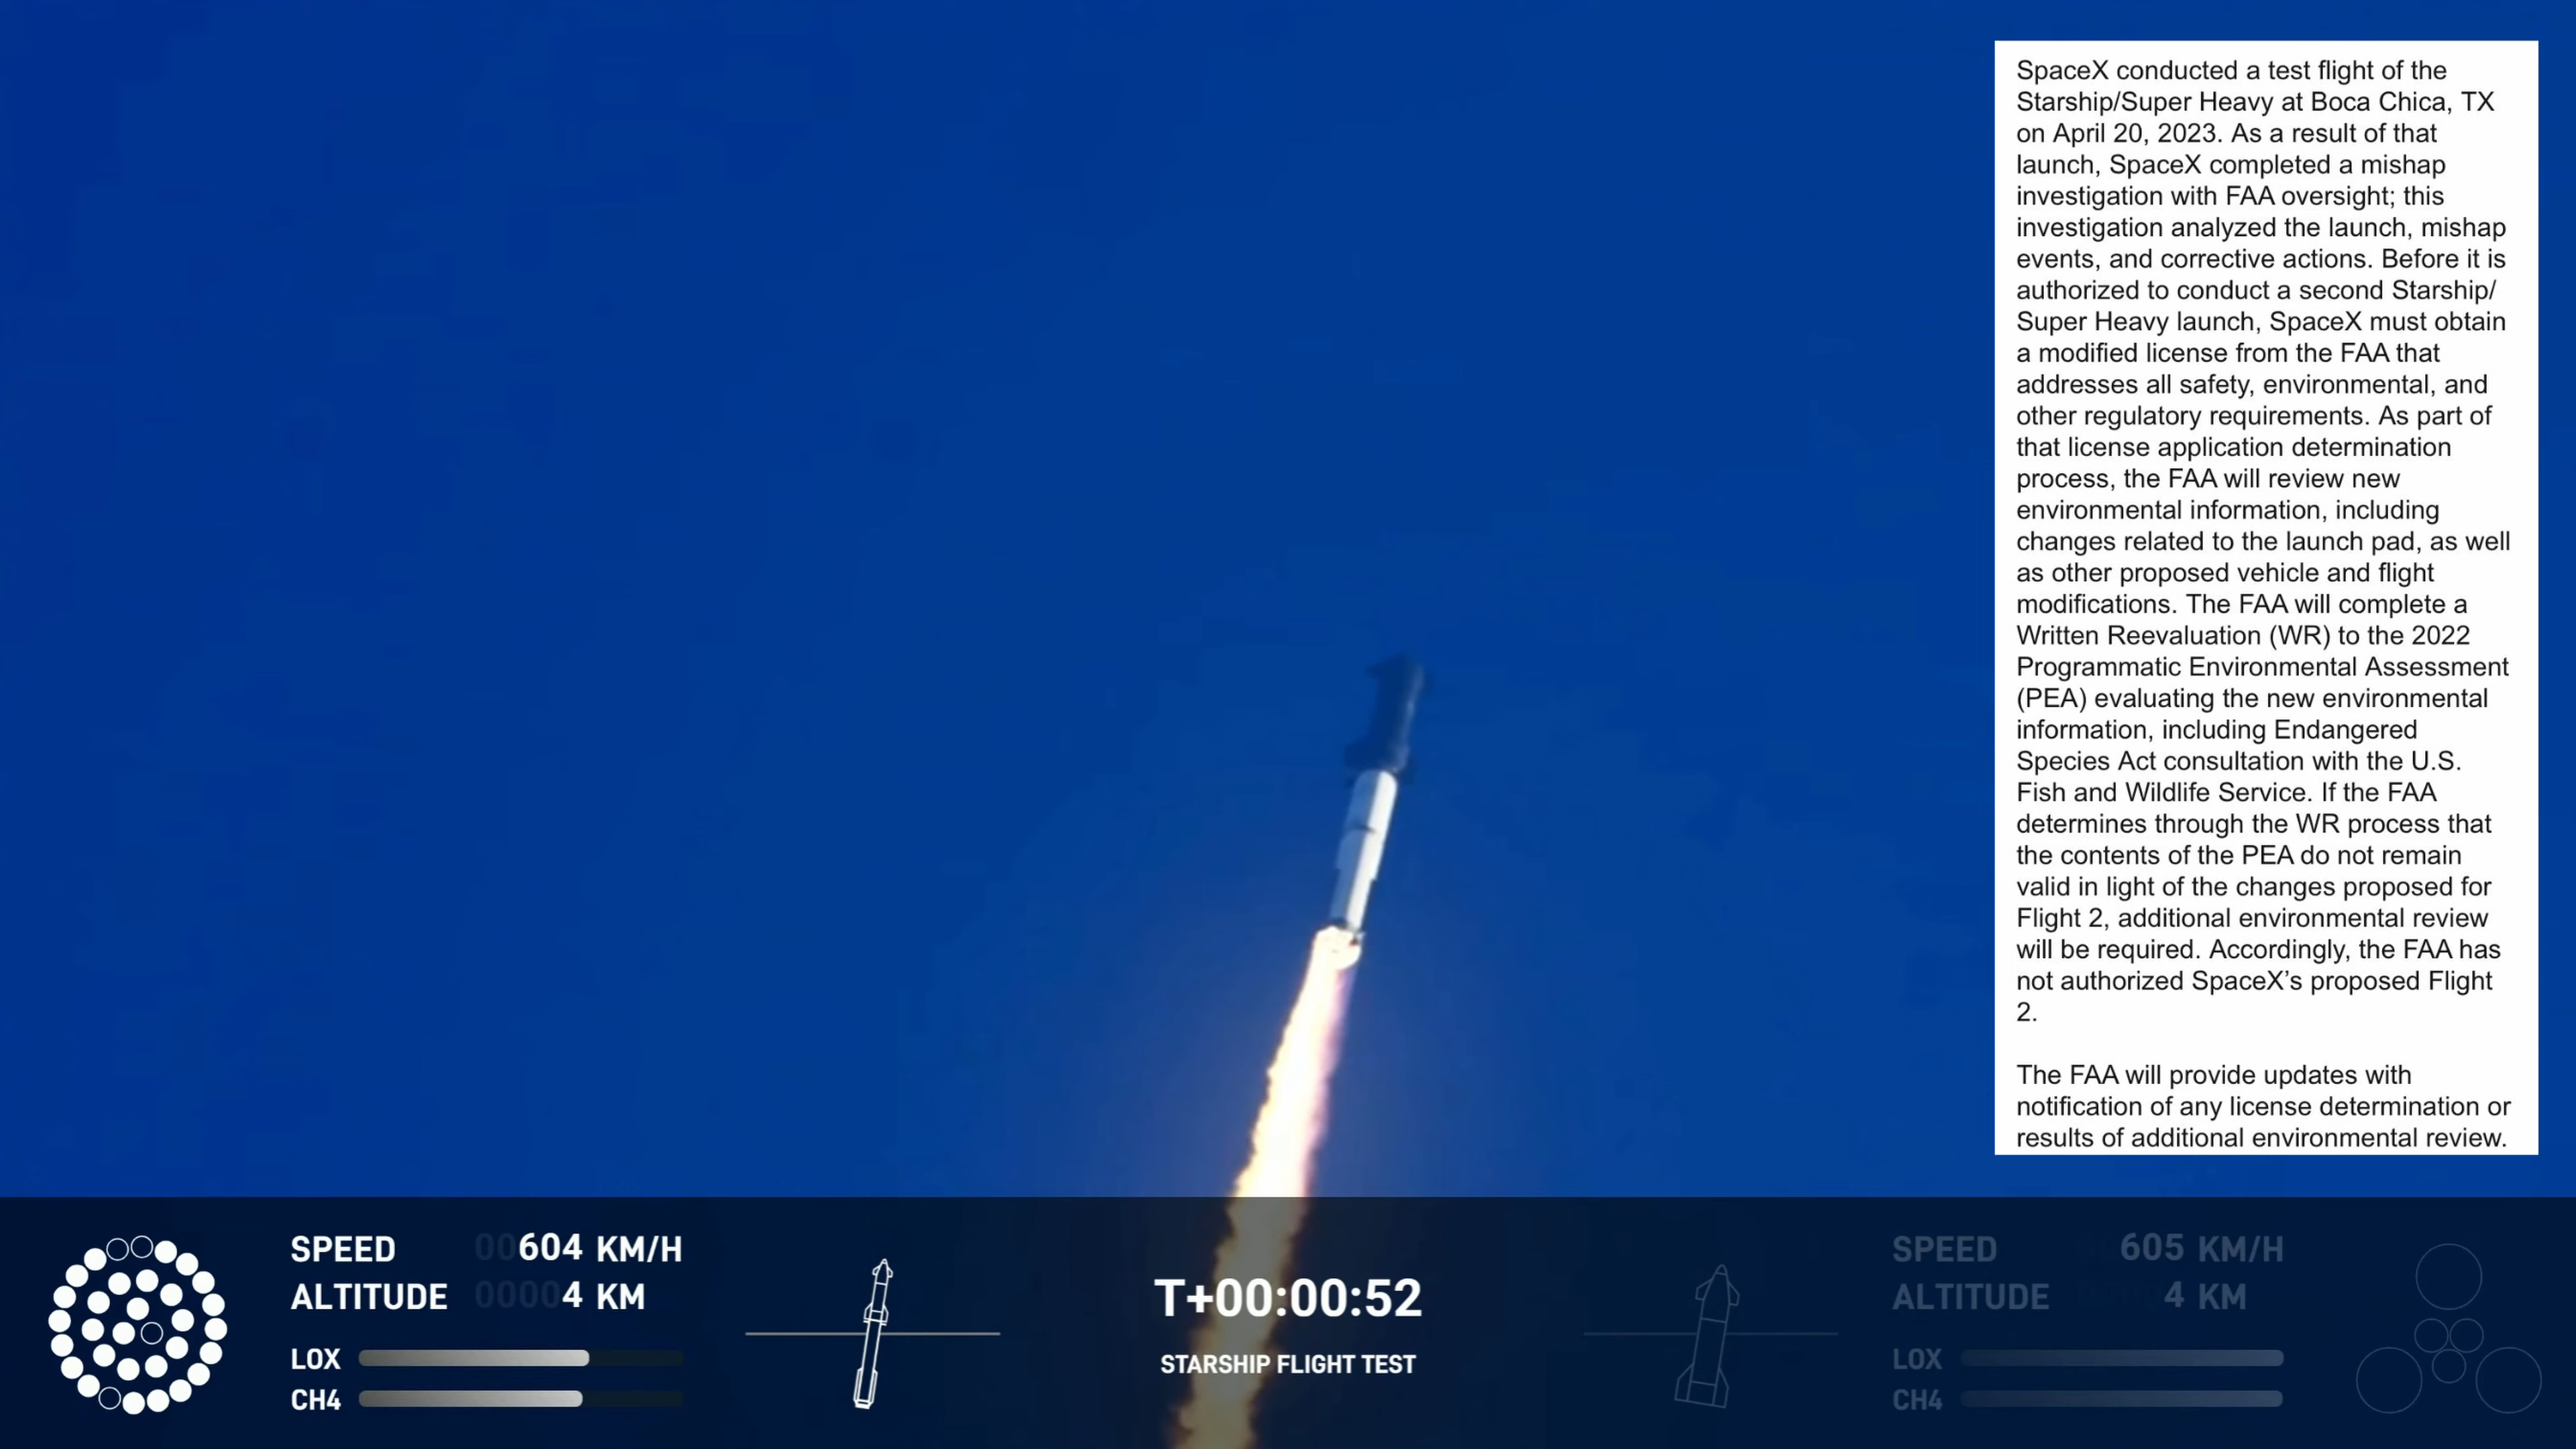 SpaceX conducted a test flight of the
Starship/Super Heavy at Boca Chica, TX
on April 20, 2023. As a result of that
launch, SpaceX completed a mishap
investigation with FAA oversight; this
investigation analyzed the launch, mishap
events, and corrective actions. Before it is
authorized to conduct a second Starship/
Super Heavy launch, SpaceX must obtain
a modified license from the FAA that
addresses all safety, environmental, and
other regulatory requirements. As part of
that license application determination
process, the FAA will review new
environmental information, including
changes related to the launch pad, as well
as other proposed vehicle and flight
modifications. The FAA will complete a
Written Reevaluation (WR) to the 2022
Programmatic Environmental Assessment
(PEA) evaluating the new environmental
information, including Endangered
Species Act consultation with the U.S.
Fish and Wildlife Service. If the FAA
determines through the WR process that
the contents of the PEA do not remain
valid in light of the changes proposed for
Flight 2, additional environmental review
will be required. Accordingly, the FAA has
not authorized SpaceX’s proposed Flight
2.
The FAA will provide updates with
notification of any license determination or
results of additional environmental review.
SPEED 00604 KM/H
ALTITUDE 00004 KM
LOX
CH4
T+00:00:52
STARSHIP FLIGHT TEST
SPEED 605 KM/H
ALTITUDE 4 KM
LOX
CH4